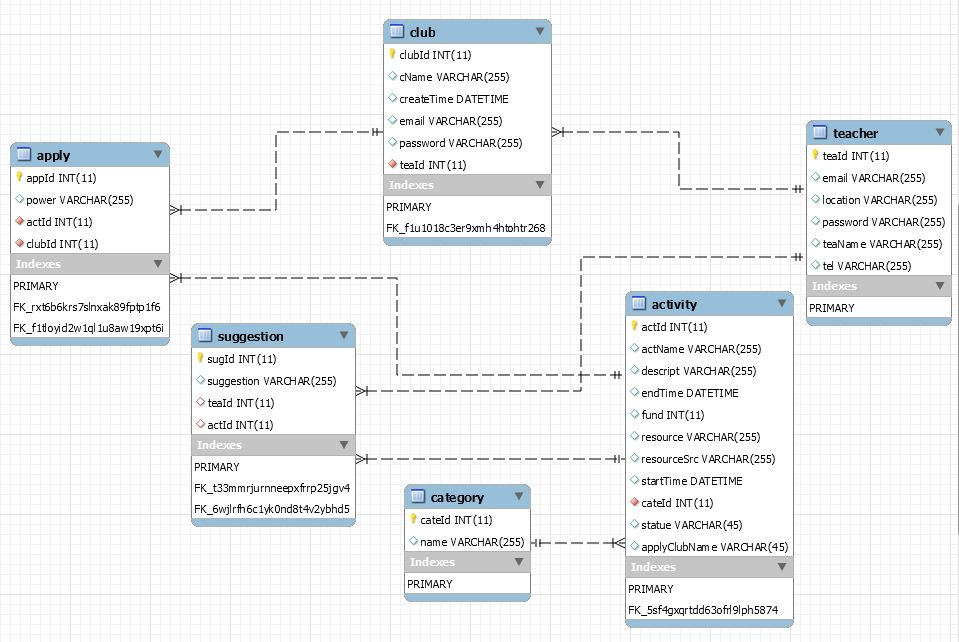 club
clubId INT(11)
cName VARCHAR(255)
createTime DATETIME
email VARCHAR(255)
password VARCHAR(255)
teaId INT(11)
Indexes
PRIMARY
FK_f1u1018c3er9xmh4htohtr268
teacher
teaId INT(11)
email VARCHAR(255)
location VARCHAR(255)
password VARCHAR(255)
teaName VARCHAR(255)
tel VARCHAR(255)
Indexes
PRIMARY
apply
appId INT(11)
power VARCHAR(255)
actId INT(11)
clubId INT(11)
Indexes
PRIMARY
FK_rxt6b6krs7slnxak89fptp1f6
FK_f1tloyid2w1ql1u8aw19xpt6i
suggestion
sugId INT(11)
suggestion VARCHAR(255)
teaId INT(11)
actId INT(11)
Indexes
PRIMARY
FK_t33mmrjurnneepxfrrp25jgv4
FK_6wjlrfh6c1yk0nd8t4v2ybhd5
activity
actId INT(11)
actName VARCHAR(255)
descript VARCHAR(255)
endTime DATETIME
fund INT(11)
resource VARCHAR(255)
resourceSrc VARCHAR(255)
startTime DATETIME
cateId INT(11)
statue VARCHAR(45)
applyClubName VARCHAR(45)
Indexes
PRIMARY
FK_5sf4gxqrtdd63ofrl9lph5874
category
cateId INT(11)
name VARCHAR(255)
Indexes
PRIMARY